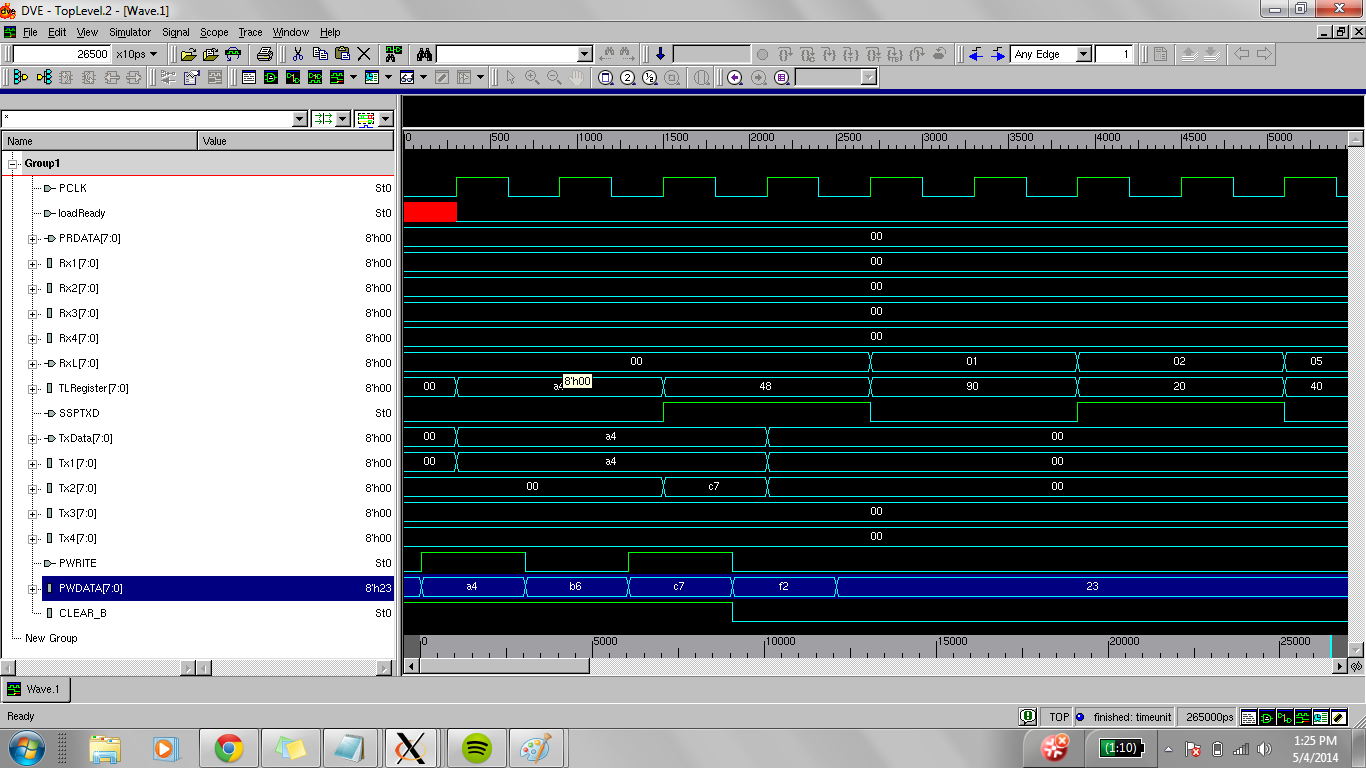 DVE - TopLevel.2 - [Wave.1]
File Edit View Simulator Signal Scope Trace Window Help
26500 x10ps Any Edge 1
*
Name Value
0 500 1000 1500 2000 2500 3000 3500 4000 4500 5000
Group1
PCLK St0
loadReady St0
PRDATA[7:0] 8'h00 00
Rx1[7:0] 8'h00 00
Rx2[7:0] 8'h00 00
Rx3[7:0] 8'h00 00
Rx4[7:0] 8'h00 00
RxL[7:0] 8'h00 00 01 02 05
8'h00
TLRegister[7:0] 8'h00 00 a4 48 90 20 40
SSPTXD St0
TxData[7:0] 8'h00 00 a4 00
Tx1[7:0] 8'h00 00 a4 00
Tx2[7:0] 8'h00 00 c7 00
Tx3[7:0] 8'h00 00
Tx4[7:0] 8'h00 00
PWRITE St0
PWDATA[7:0] 8'h23 a4 b6 c7 f2 23
CLEAR_B St0
New Group
0 5000 10000 15000 20000 25000
Wave.1
Ready TOP finished: timeunit 265000ps
(1:10) 1:25 PM
5/4/2014